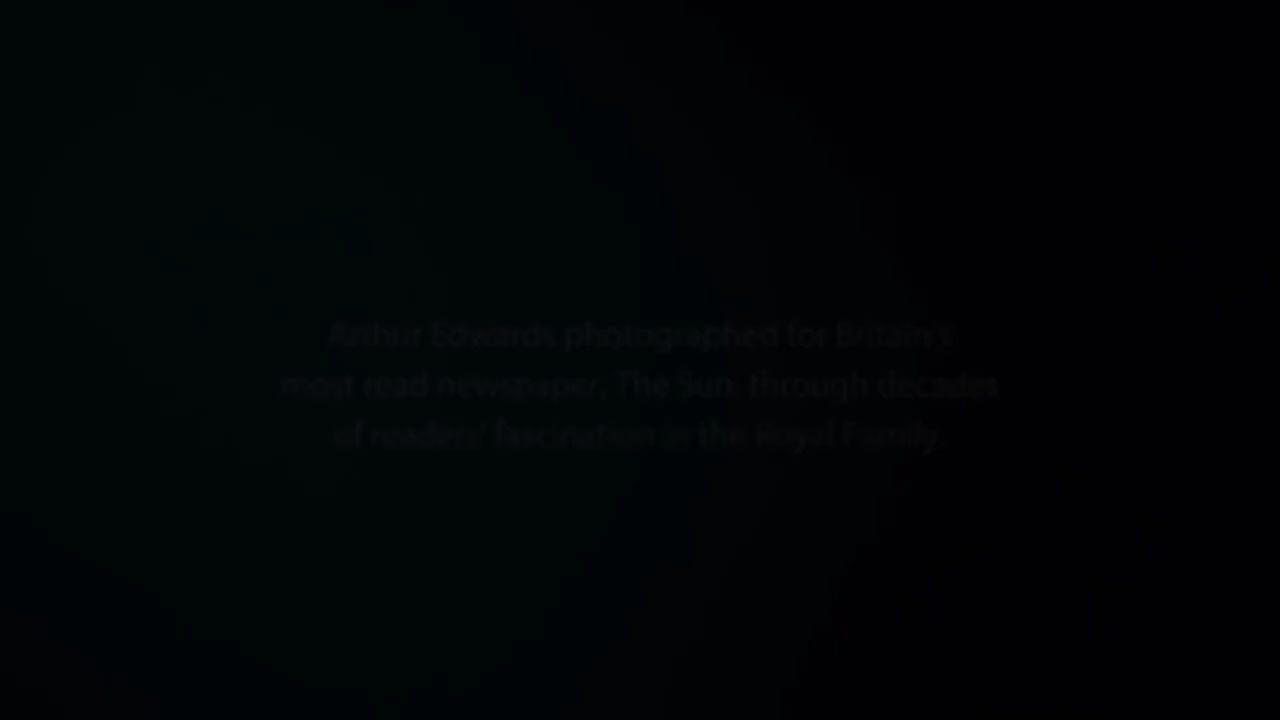 Arthur Edwards photographed for Britain's
most read newspaper, The Sun, through decades
of readers' fascination in the Royal Family.